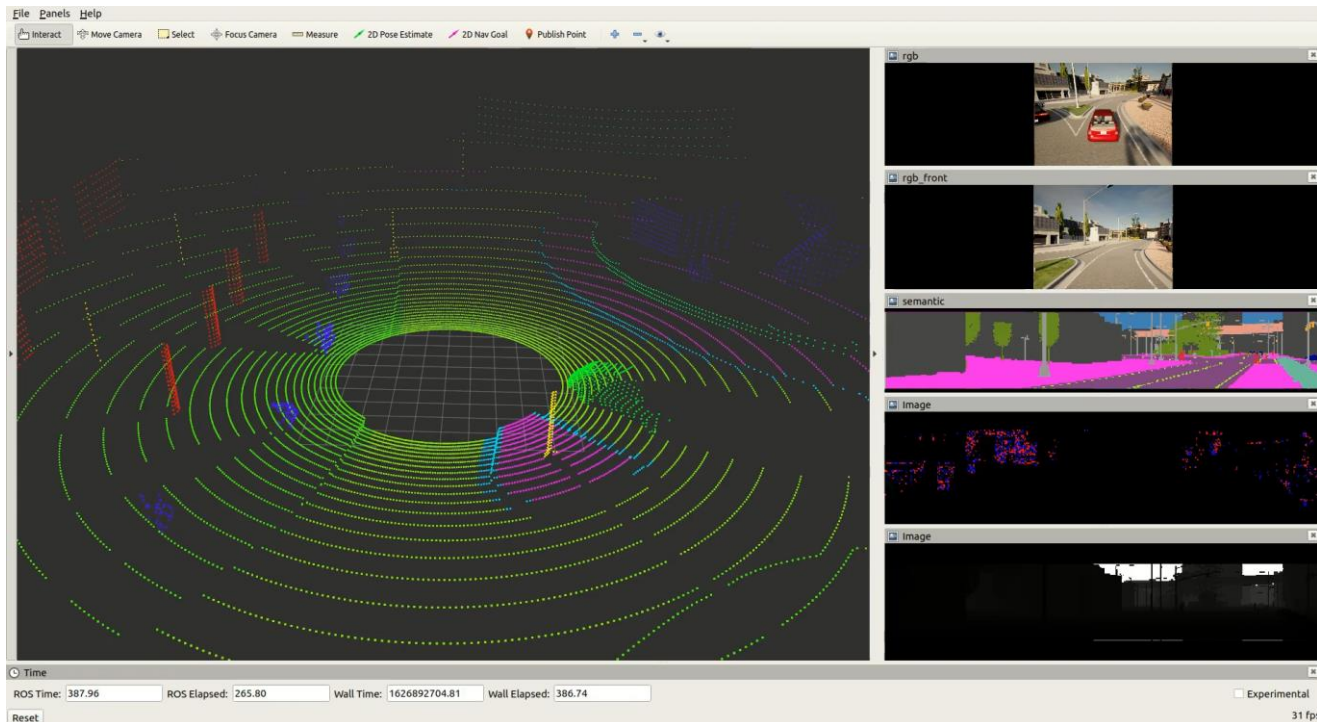 File Panels Help
Interact Move Camera Select Focus Camera Measure 2D Pose Estimate 2D Nav Goal Publish Point
rgb
rgb_front
semantic
Image
Image
Time
ROS Time: 387.96 ROS Elapsed: 265.80 Wall Time: 1626892704.81 Wall Elapsed: 386.74 Experimental
Reset 31 fps